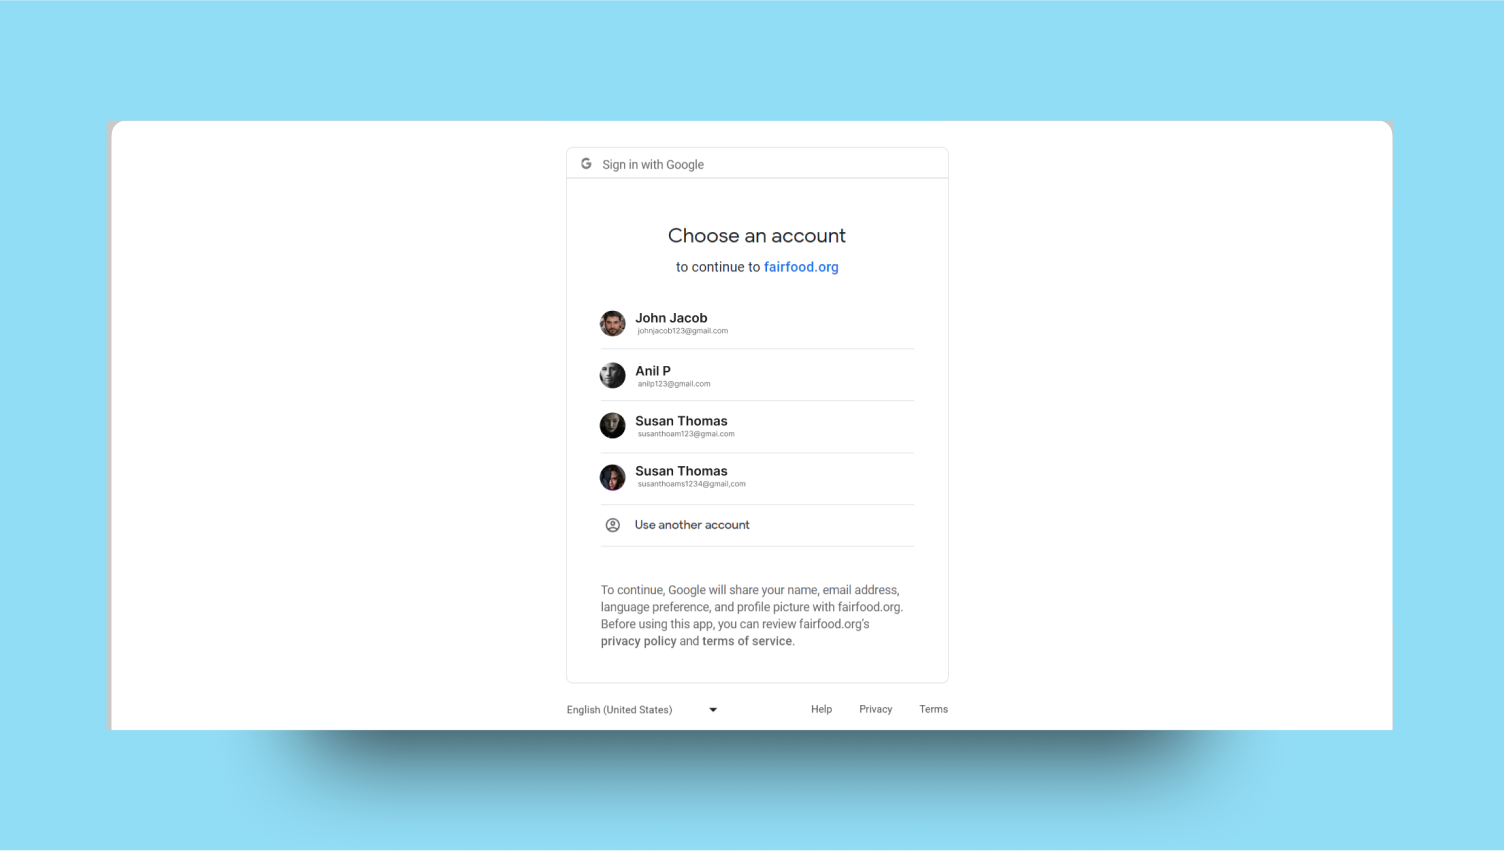 Sign in with Google
Choose an account
to continue to fairfood.org
John Jacob
johnjacob123@gmail.com
Anil P
anilp123@gmail.com
Susan Thomas
susanthoam123@gmai.com
Susan Thomas
susanthoams1234@gmail,com
Use another account
To continue, Google will share your name, email address,
language preference, and profile picture with fairfood.org.
Before using this app, you can review fairfood.org's
privacy policy and terms of service.
English (United States) Help Privacy Terms